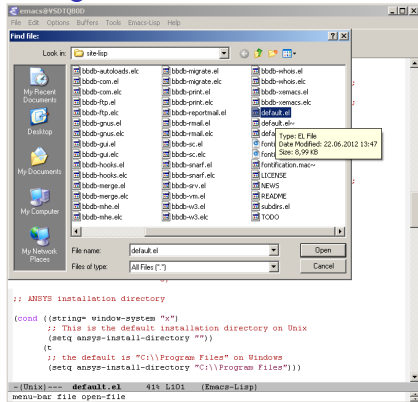 emacs@VSDTQB0D
File Edit Options Buffers Tools Emacs-Lisp Help
Find file:
Look in: site-lisp
My Recent Documents
Desktop
My Documents
My Computer
My Network Places
bbdb-autoloads.elc bbdb-migrate.el bbdb-whois.el
bbdb-com.el bbdb-migrate.elc bbdb-whois.elc
bbdb-com.elc bbdb-print.el bbdb-xemacs.el
bbdb-ftp.el bbdb-print.elc bbdb-xemacs.elc
bbdb-ftp.elc bbdb-reportmail.el default.el
bbdb-gnus.el bbdb-rmail.el default.el~
bbdb-gnus.elc bbdb-rmail.elc
bbdb-gui.el bbdb-sc.el
bbdb-gui.elc bbdb-sc.elc
bbdb-hooks.el bbdb-snarf.el fontification.mac~
bbdb-hooks.elc bbdb-snarf.elc LICENSE
bbdb-merge.el bbdb-srv.el NEWS
bbdb-merge.elc bbdb-vm.el README
bbdb-mhe.el bbdb-w3.el subdirs.el
bbdb-mhe.elc bbdb-w3.elc TODO
Type: EL File
Date Modified: 22.06.2012 13:47
Size: 8,99 KB
File name: default.el Open
Files of type: All Files (*.*) Cancel
;; ANSYS installation directory
(cond ((string= window-system "x")
;; This is the default installation directory on Unix
(setq ansys-install-directory ""))
(t
;; the default is "C:\\Program Files" on Windows
(setq ansys-install-directory "C:\\Program Files")))
-(Unix)--- default.el 41% L101 (Emacs-Lisp)
menu-bar file open-file